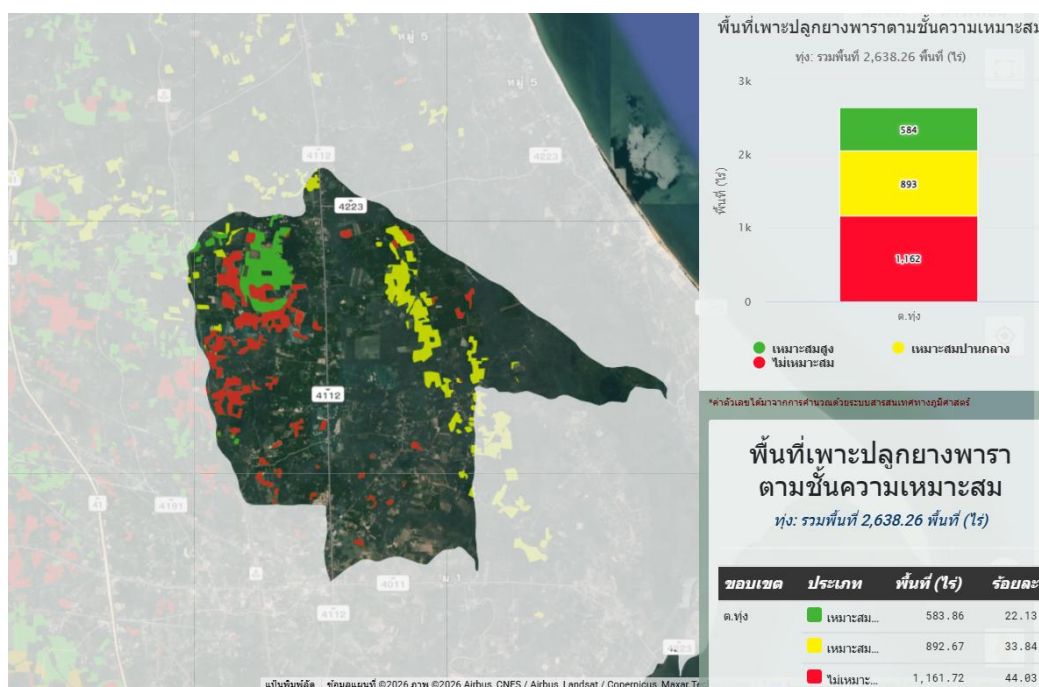 หมู่ 5
หมู่ 5
4112
4223
4223
4112
41
4191
4011
ม.1
4112
4223
แป้นพิมพ์ลัด ข้อมูลแผนที่ ©2026 ภาพ ©2026 Airbus, CNES / Airbus, Landsat / Copernicus, Maxar Te
พื้นที่เพาะปลูกยางพาราตามชั้นความเหมาะสม
ทุ่ง: รวมพื้นที่ 2,638.26 พื้นที่ (ไร่)
3k
2k
1k
0
พื้นที่ (ไร่)
584
893
1,162
ต.ทุ่ง
เหมาะสมสูง
เหมาะสมปานกลาง
ไม่เหมาะสม
*ค่าตัวเลขได้มาจากการคำนวณด้วยระบบสารสนเทศทางภูมิศาสตร์
พื้นที่เพาะปลูกยางพารา
ตามชั้นความเหมาะสม
ทุ่ง: รวมพื้นที่ 2,638.26 พื้นที่ (ไร่)
ขอบเขต ประเภท พื้นที่ (ไร่) ร้อยละ
ต.ทุ่ง เหมาะสม... 583.86 22.13
เหมาะสม... 892.67 33.84
ไม่เหมาะ... 1,161.72 44.03